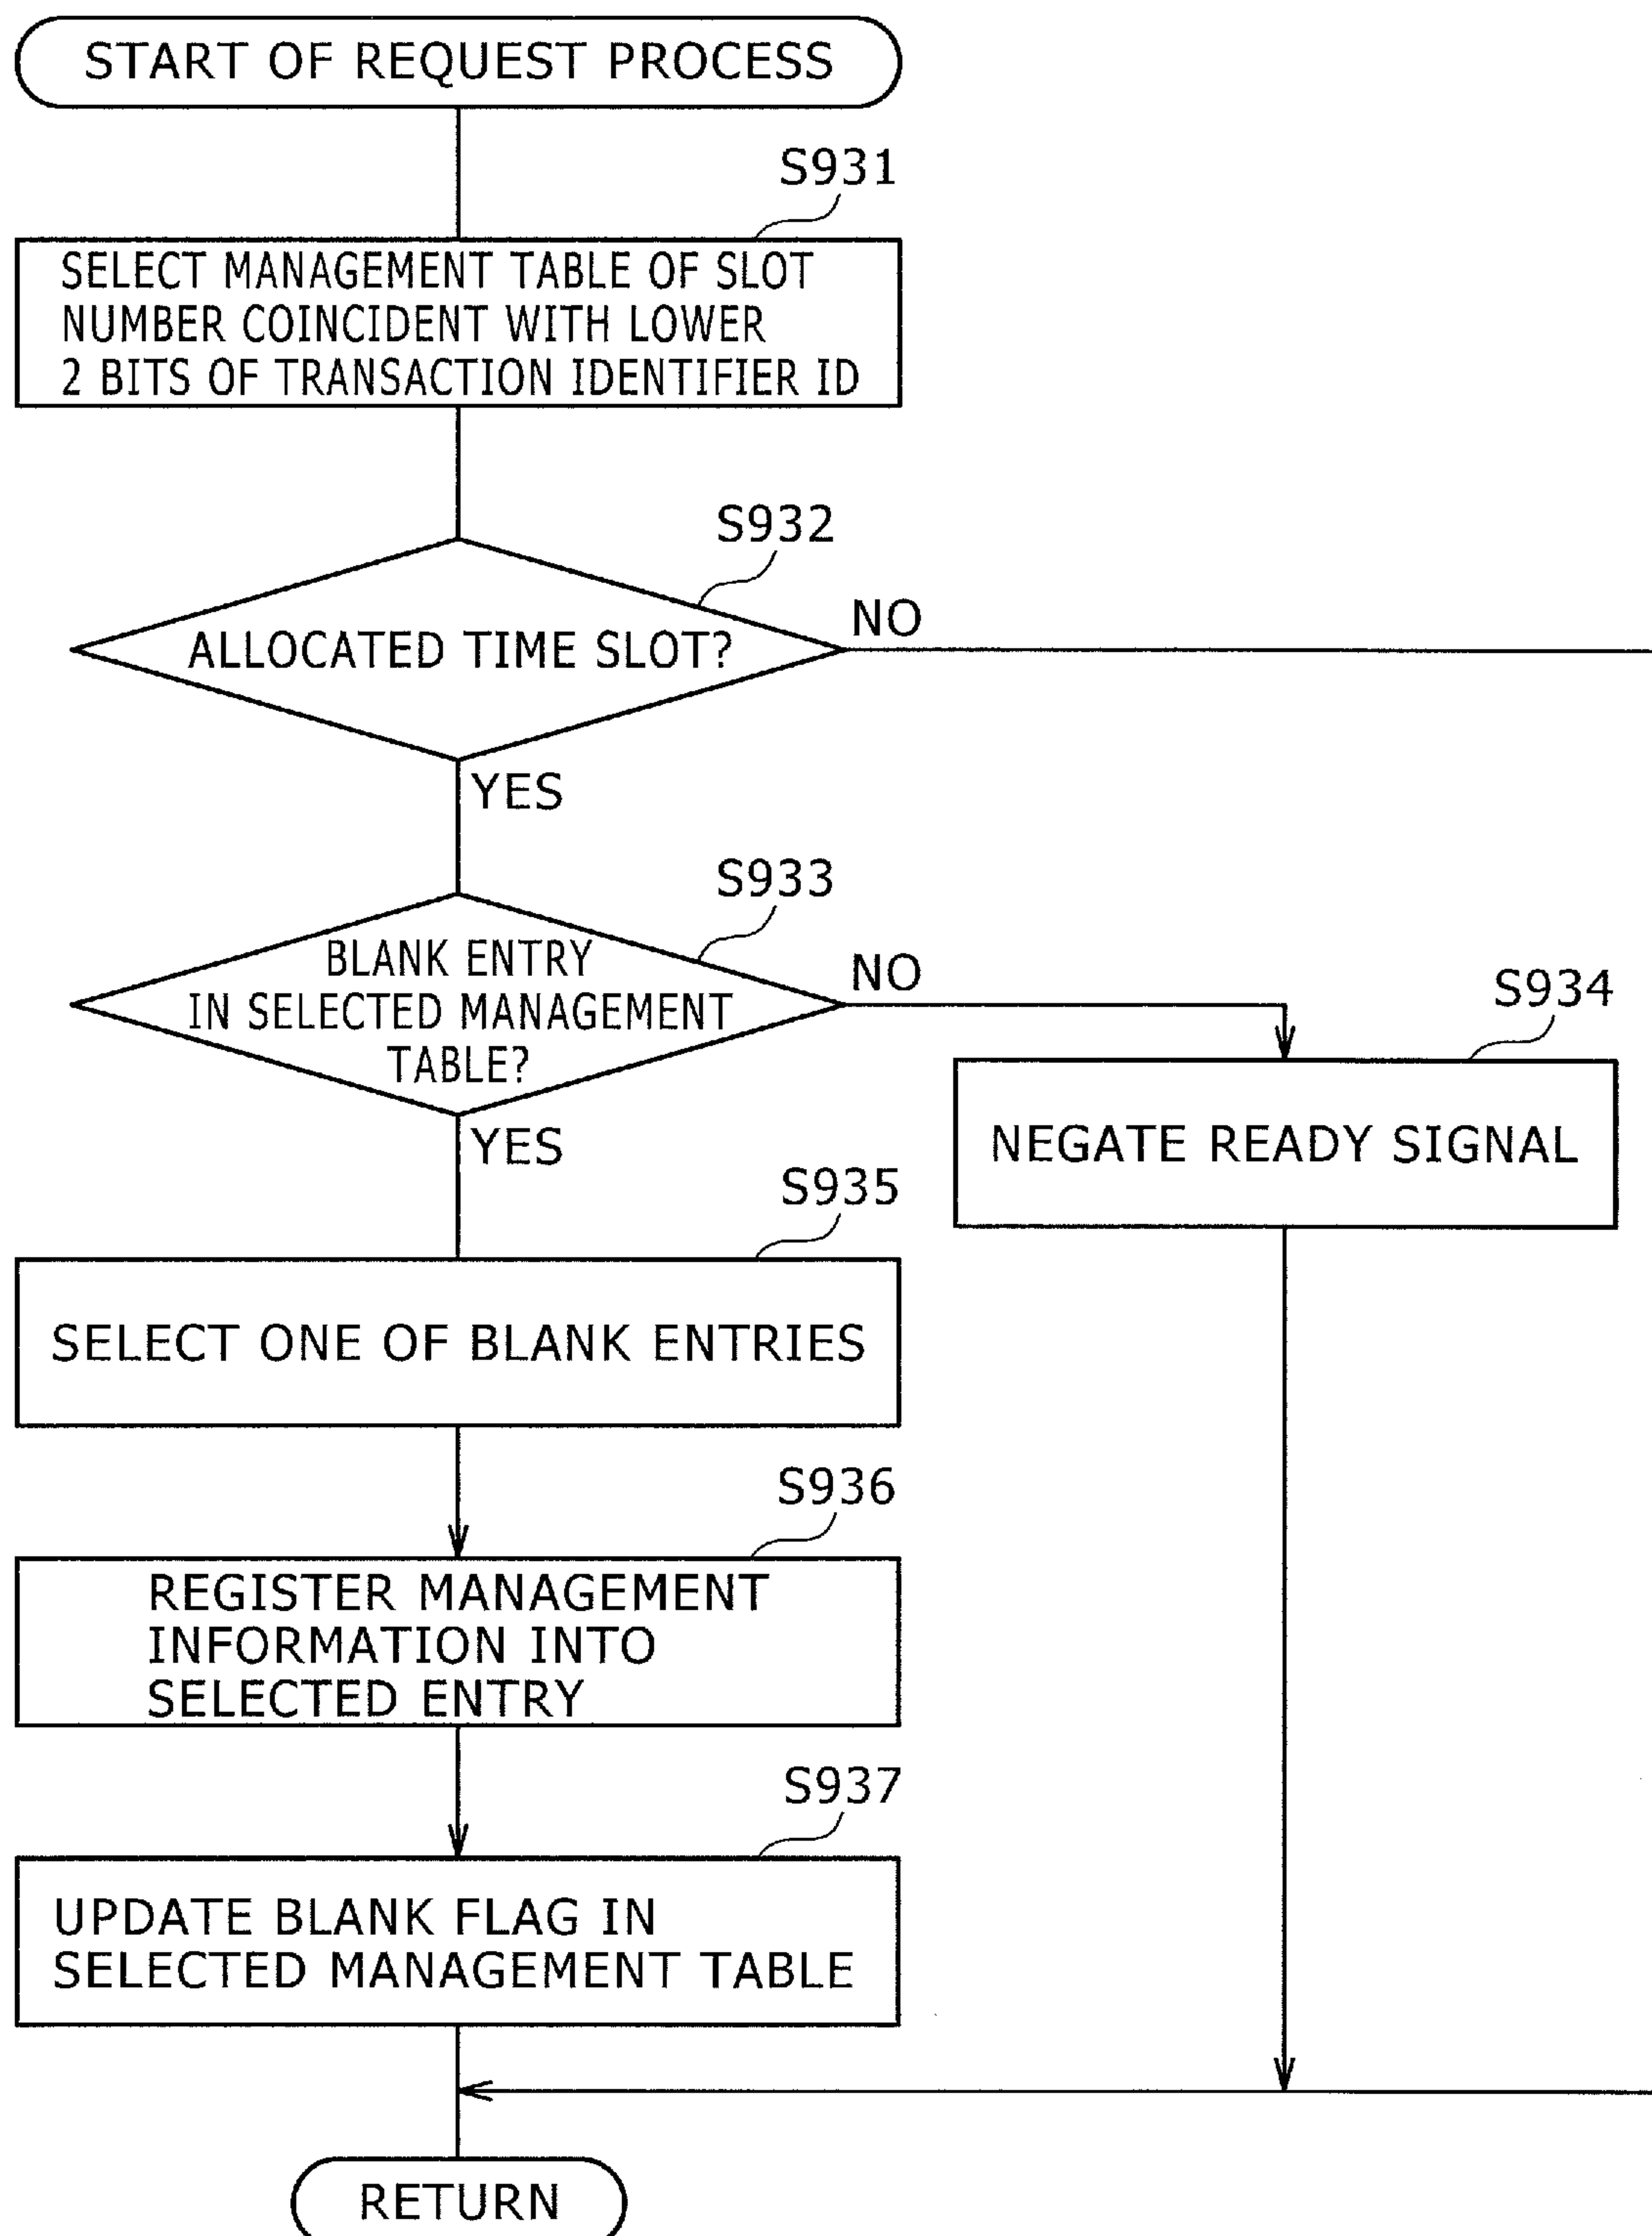 START OF REQUEST PROCESS
S931
SELECT MANAGEMENT TABLE OF SLOT
NUMBER COINCIDENT WITH LOWER
2 BITS OF TRANSACTION IDENTIFIER ID
S932
ALLOCATED TIME SLOT?
NO
YES
S933
BLANK ENTRY
IN SELECTED MANAGEMENT
TABLE?
NO
YES
S934
NEGATE READY SIGNAL
S935
SELECT ONE OF BLANK ENTRIES
S936
REGISTER MANAGEMENT
INFORMATION INTO
SELECTED ENTRY
S937
UPDATE BLANK FLAG IN
SELECTED MANAGEMENT TABLE
RETURN